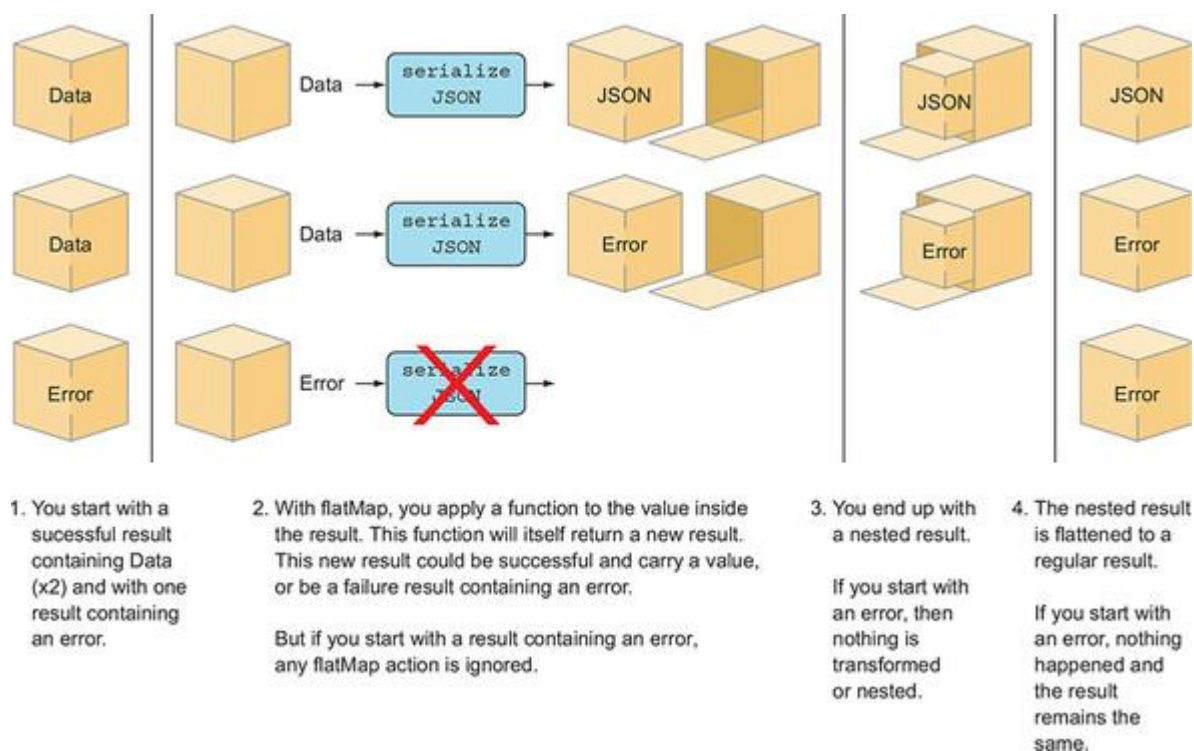 Data
Data
serialize
JSON
JSON
JSON
JSON
Data
Data
serialize
JSON
Error
Error
Error
Error
Error
serialize
JSON
Error
1. You start with a
sucessful result
containing Data
(x2) and with one
result containing
an error.
2. With flatMap, you apply a function to the value inside
the result. This function will itself return a new result.
This new result could be successful and carry a value,
or be a failure result containing an error.
But if you start with a result containing an error,
any flatMap action is ignored.
3. You end up with
a nested result.
If you start with
an error, then
nothing is
transformed
or nested.
4. The nested result
is flattened to a
regular result.
If you start with
an error, nothing
happened and
the result
remains the
same.